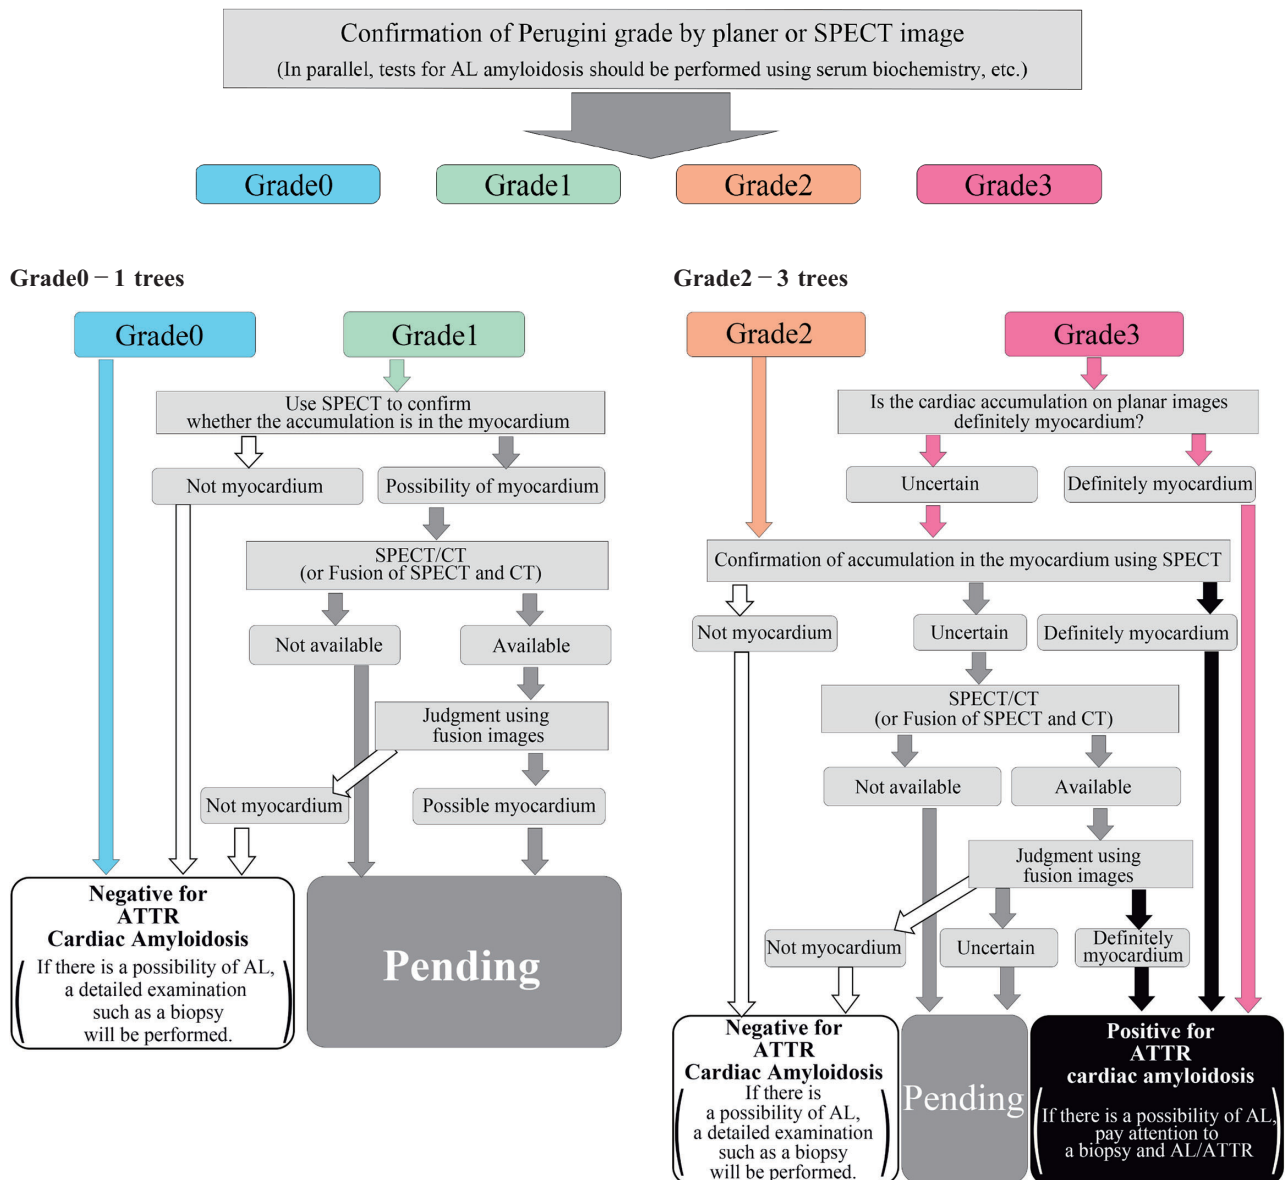 Confirmation of Perugini grade by planer or SPECT image
(In parallel, tests for AL amyloidosis should be performed using serum biochemistry, etc.)
Grade0
Grade1
Grade2
Grade3
Grade0－1 trees
Grade0
Grade1
Use SPECT to confirm
whether the accumulation is in the myocardium
Not myocardium
Possibility of myocardium
SPECT/CT
(or Fusion of SPECT and CT)
Not available
Available
Judgment using
fusion images
Not myocardium
Possible myocardium
Negative for
ATTR
Cardiac Amyloidosis
(If there is a possibility of AL,
a detailed examination
such as a biopsy
will be performed.)
Pending
Grade2－3 trees
Grade2
Grade3
Is the cardiac accumulation on planar images
definitely myocardium?
Uncertain
Definitely myocardium
Confirmation of accumulation in the myocardium using SPECT
Not myocardium
Uncertain
Definitely myocardium
SPECT/CT
(or Fusion of SPECT and CT)
Not available
Available
Judgment using
fusion images
Not myocardium
Uncertain
Definitely
myocardium
Negative for
ATTR
Cardiac Amyloidosis
(If there is
a possibility of AL,
a detailed examination
such as a biopsy
will be performed.)
Pending
Positive for
ATTR
cardiac amyloidosis
(If there is a possibility of AL,
pay attention to
a biopsy and AL/ATTR)